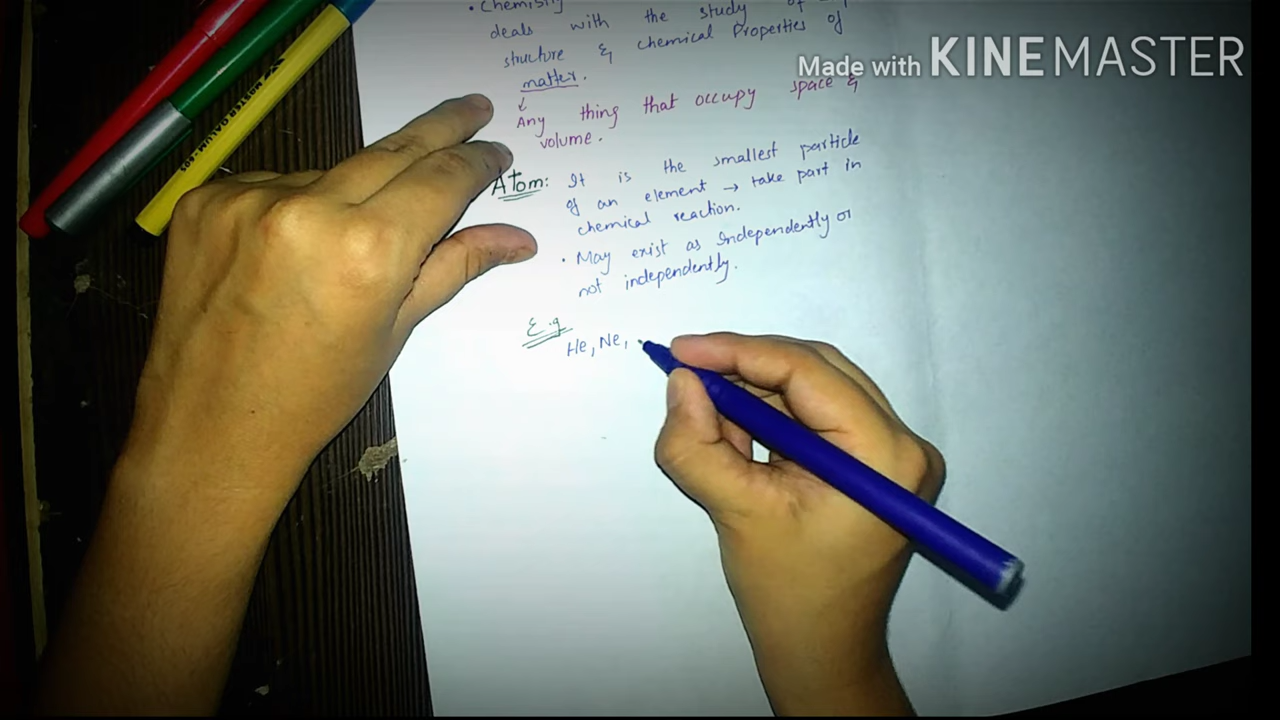 • Chemistry
deals with the study of
structure & chemical Properties of
matter.
Any thing that occupy space &
volume.
Atom: It is the smallest particle
of an element → take part in
chemical reaction.
• May exist as Independently or
not independently.
E.g
He, Ne,
Made with KINEMASTER